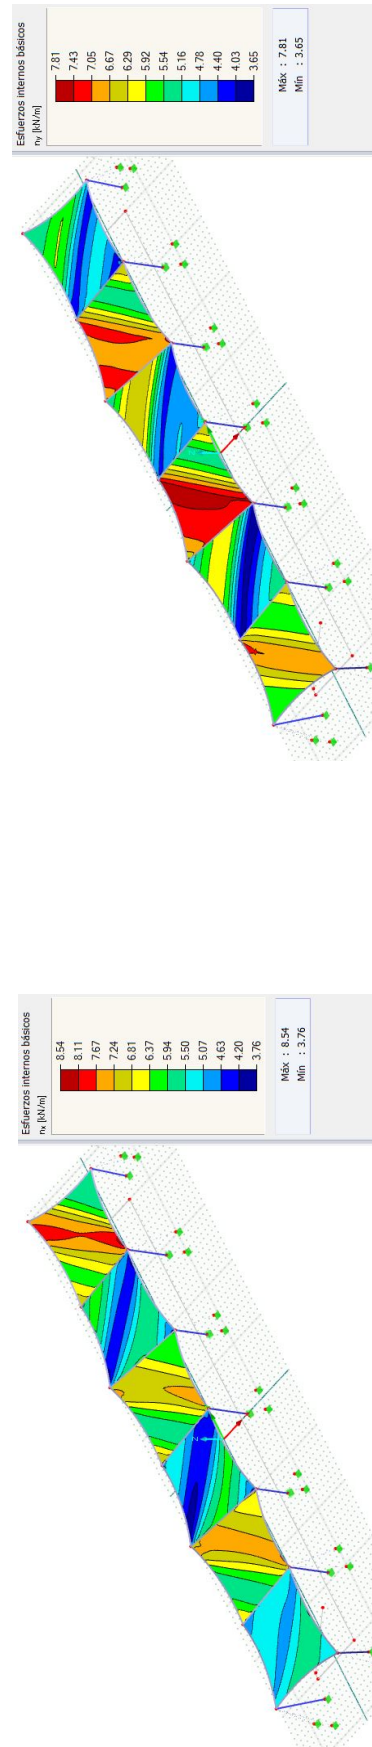 Esfuerzos internos básicos
ny [kN/m]
7.81
7.43
7.05
6.67
6.29
5.92
5.54
5.16
4.78
4.40
4.03
3.65
Máx : 7.81
Mín : 3.65
Z
Esfuerzos internos básicos
nx [kN/m]
8.54
8.11
7.67
7.24
6.81
6.37
5.94
5.50
5.07
4.63
4.20
3.76
Máx : 8.54
Mín : 3.76
Z